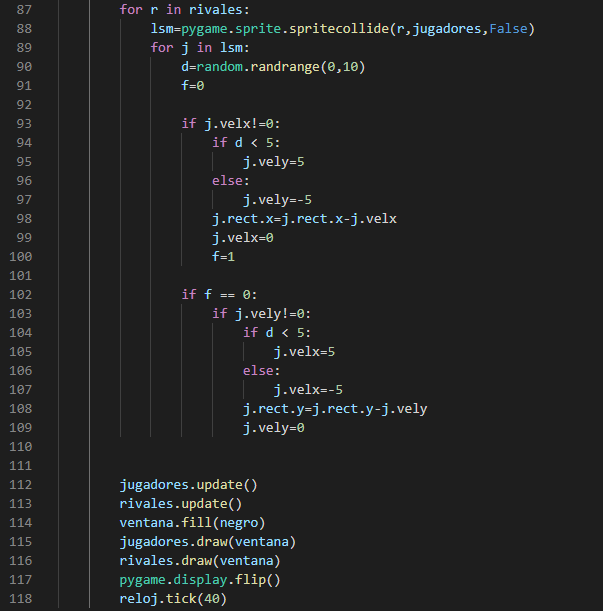 87 for r in rivales:
88 lsm=pygame.sprite.spritecollide(r,jugadores,False)
89 for j in lsm:
90 d=random.randrange(0,10)
91 f=0
92
93 if j.velx!=0:
94 if d < 5:
95 j.vely=5
96 else:
97 j.vely=-5
98 j.rect.x=j.rect.x-j.velx
99 j.velx=0
100 f=1
101
102 if f == 0:
103 if j.vely!=0:
104 if d < 5:
105 j.velx=5
106 else:
107 j.velx=-5
108 j.rect.y=j.rect.y-j.vely
109 j.vely=0
110
111
112 jugadores.update()
113 rivales.update()
114 ventana.fill(negro)
115 jugadores.draw(ventana)
116 rivales.draw(ventana)
117 pygame.display.flip()
118 reloj.tick(40)